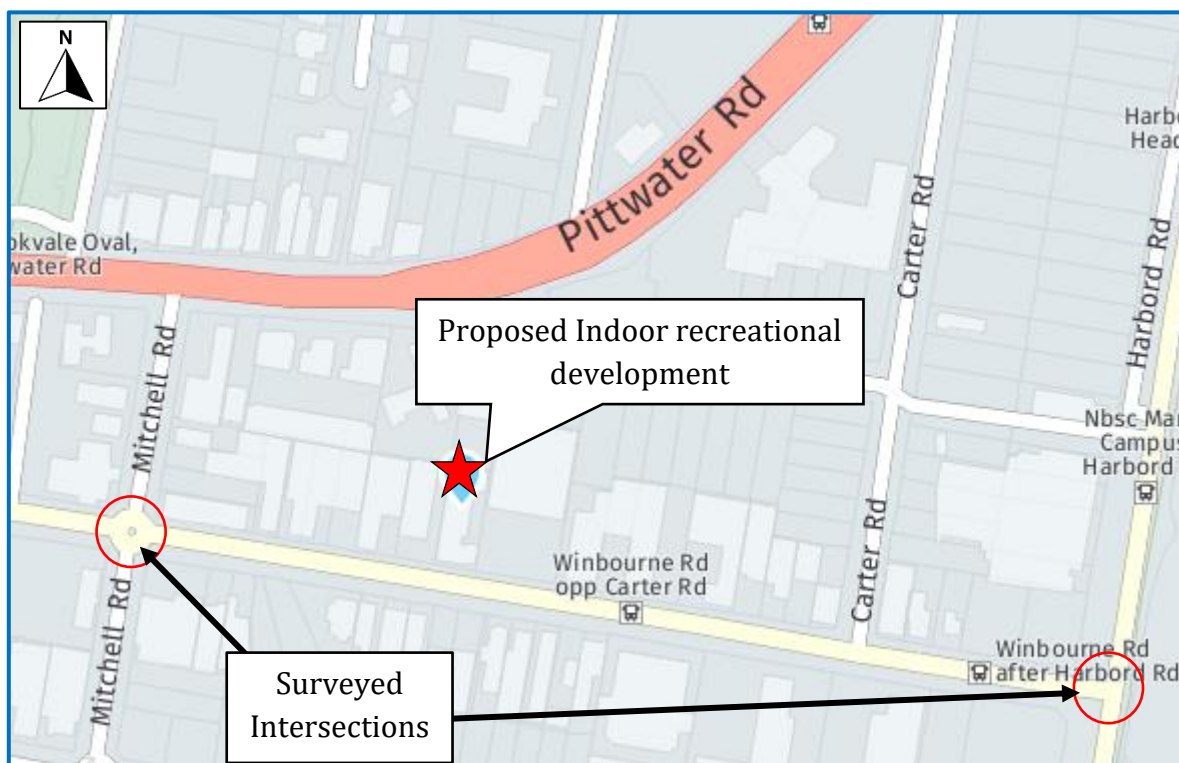 N
Pittwater Rd
Harbo
Head
okvale Oval,
water Rd
Carter Rd
Harbord Rd
Mitchell Rd
Proposed Indoor recreational
development
Nbsc Man
Campus
Harbord
Winbourne Rd
opp Carter Rd
Carter Rd
Mitchell Rd
Winbourne Rd
after Harbord Rd
Surveyed
Intersections